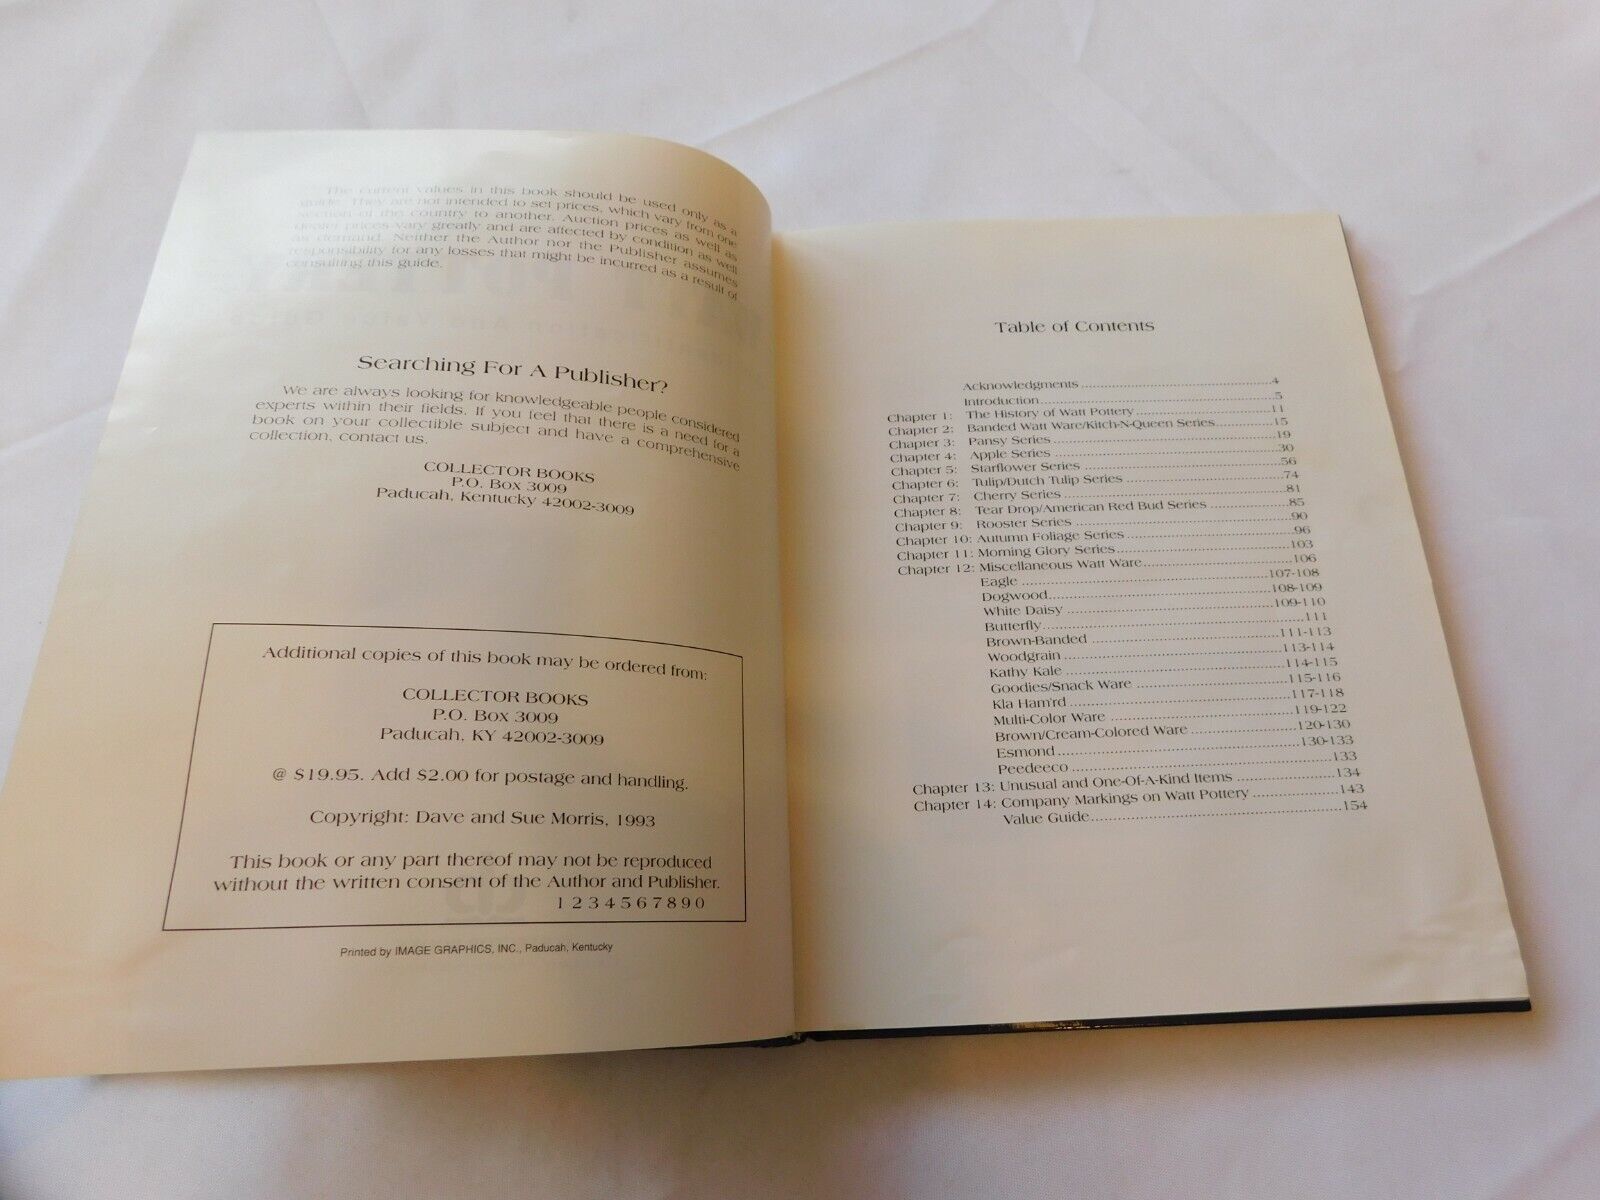 The current values in this book should be used only as a
guide. They are not intended to set prices, which vary from one
section of the country to another. Auction prices as well as
dealer prices vary greatly and are affected by condition as well
as demand. Neither the Author nor the Publisher assumes
responsibility for any losses that might be incurred as a result of
consulting this guide.
Searching For A Publisher?
We are always looking for knowledgeable people considered
experts within their fields. If you feel that there is a need for a
book on your collectible subject and have a comprehensive
collection, contact us.
COLLECTOR BOOKS
P.O. Box 3009
Paducah, Kentucky 42002-3009
Additional copies of this book may be ordered from:
COLLECTOR BOOKS
P.O. Box 3009
Paducah, KY 42002-3009
@ $19.95. Add $2.00 for postage and handling.
Copyright: Dave and Sue Morris, 1993
This book or any part thereof may not be reproduced
without the written consent of the Author and Publisher.
1 2 3 4 5 6 7 8 9 0
Printed by IMAGE GRAPHICS, INC., Paducah, Kentucky
Table of Contents
Acknowledgments ... 4
Introduction ... 5
Chapter 1: The History of Watt Pottery ... 11
Chapter 2: Banded Watt Ware/Kitch-N-Queen Series ... 15
Chapter 3: Pansy Series ... 19
Chapter 4: Apple Series ... 30
Chapter 5: Starflower Series ... 56
Chapter 6: Tulip/Dutch Tulip Series ... 74
Chapter 7: Cherry Series ... 81
Chapter 8: Tear Drop/American Red Bud Series ... 85
Chapter 9: Rooster Series ... 90
Chapter 10: Autumn Foliage Series ... 96
Chapter 11: Morning Glory Series ... 103
Chapter 12: Miscellaneous Watt Ware ... 106
Eagle ... 107-108
Dogwood ... 108-109
White Daisy ... 109-110
Butterfly ... 111
Brown-Banded ... 111-113
Woodgrain ... 113-114
Kathy Kale ... 114-115
Goodies/Snack Ware ... 115-116
Kla Ham'rd ... 117-118
Multi-Color Ware ... 119-122
Brown/Cream-Colored Ware ... 120-130
Esmond ... 130-133
Peedeeco ... 133
Chapter 13: Unusual and One-Of-A-Kind Items ... 134
Chapter 14: Company Markings on Watt Pottery ... 143
Value Guide ... 154